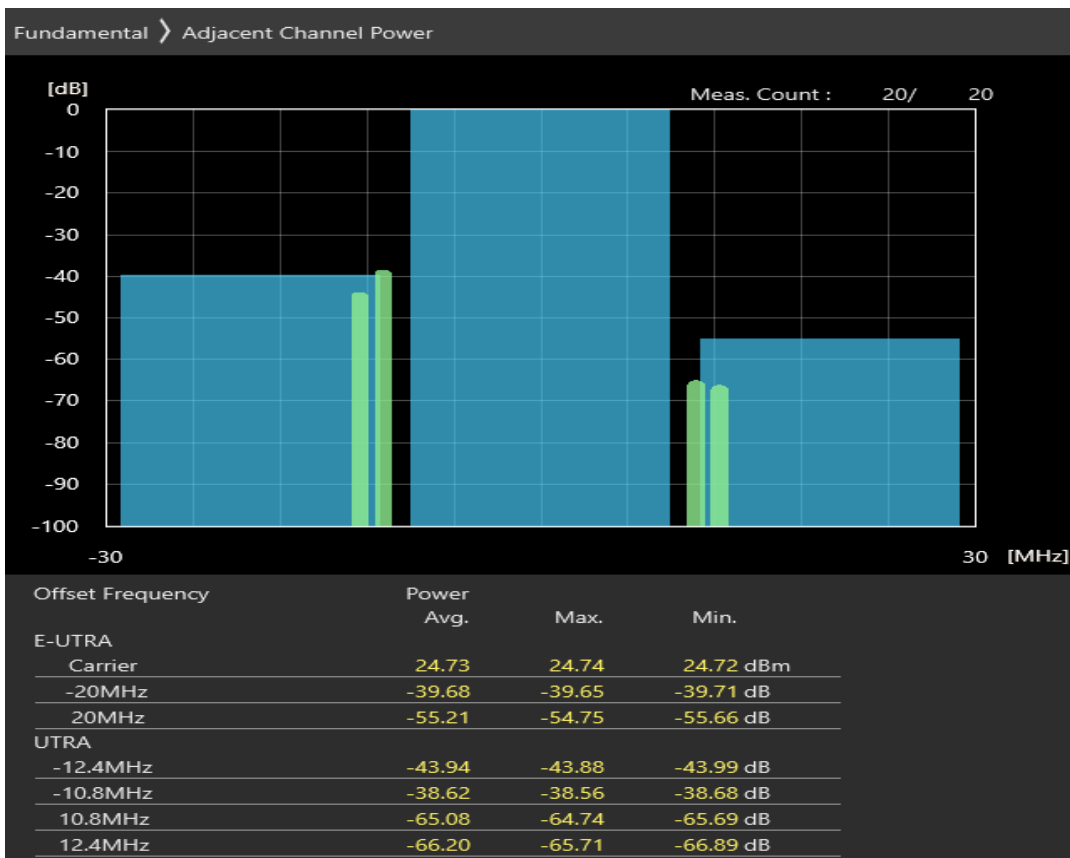 Fundamental ❭ Adjacent Channel Power
[dB]
Meas. Count : 20/ 20
0
-10
-20
-30
-40
-50
-60
-70
-80
-90
-100
-30 30 [MHz]
Offset Frequency Power
Avg. Max. Min.
E-UTRA
Carrier 24.73 24.74 24.72 dBm
-20MHz -39.68 -39.65 -39.71 dB
20MHz -55.21 -54.75 -55.66 dB
UTRA
-12.4MHz -43.94 -43.88 -43.99 dB
-10.8MHz -38.62 -38.56 -38.68 dB
10.8MHz -65.08 -64.74 -65.69 dB
12.4MHz -66.20 -65.71 -66.89 dB